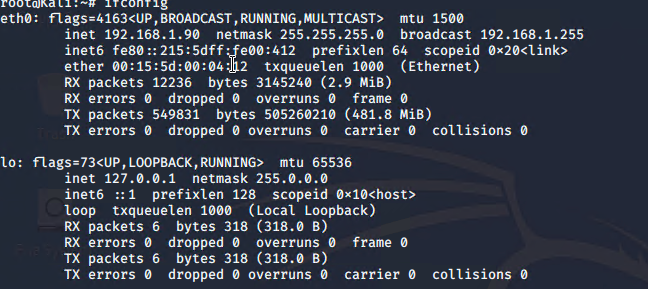 root@Kali:~# ifconfig
eth0: flags=4163<UP,BROADCAST,RUNNING,MULTICAST>  mtu 1500
        inet 192.168.1.90  netmask 255.255.255.0  broadcast 192.168.1.255
        inet6 fe80::215:5dff:fe00:412  prefixlen 64  scopeid 0×20<link>
        ether 00:15:5d:00:04:12  txqueuelen 1000  (Ethernet)
        RX packets 12236  bytes 3145240 (2.9 MiB)
        RX errors 0  dropped 0  overruns 0  frame 0
        TX packets 549831  bytes 505260210 (481.8 MiB)
        TX errors 0  dropped 0 overruns 0  carrier 0  collisions 0
lo: flags=73<UP,LOOPBACK,RUNNING>  mtu 65536
        inet 127.0.0.1  netmask 255.0.0.0
        inet6 ::1  prefixlen 128  scopeid 0×10<host>
        loop  txqueuelen 1000  (Local Loopback)
        RX packets 6  bytes 318 (318.0 B)
        RX errors 0  dropped 0  overruns 0  frame 0
        TX packets 6  bytes 318 (318.0 B)
        TX errors 0  dropped 0 overruns 0  carrier 0  collisions 0